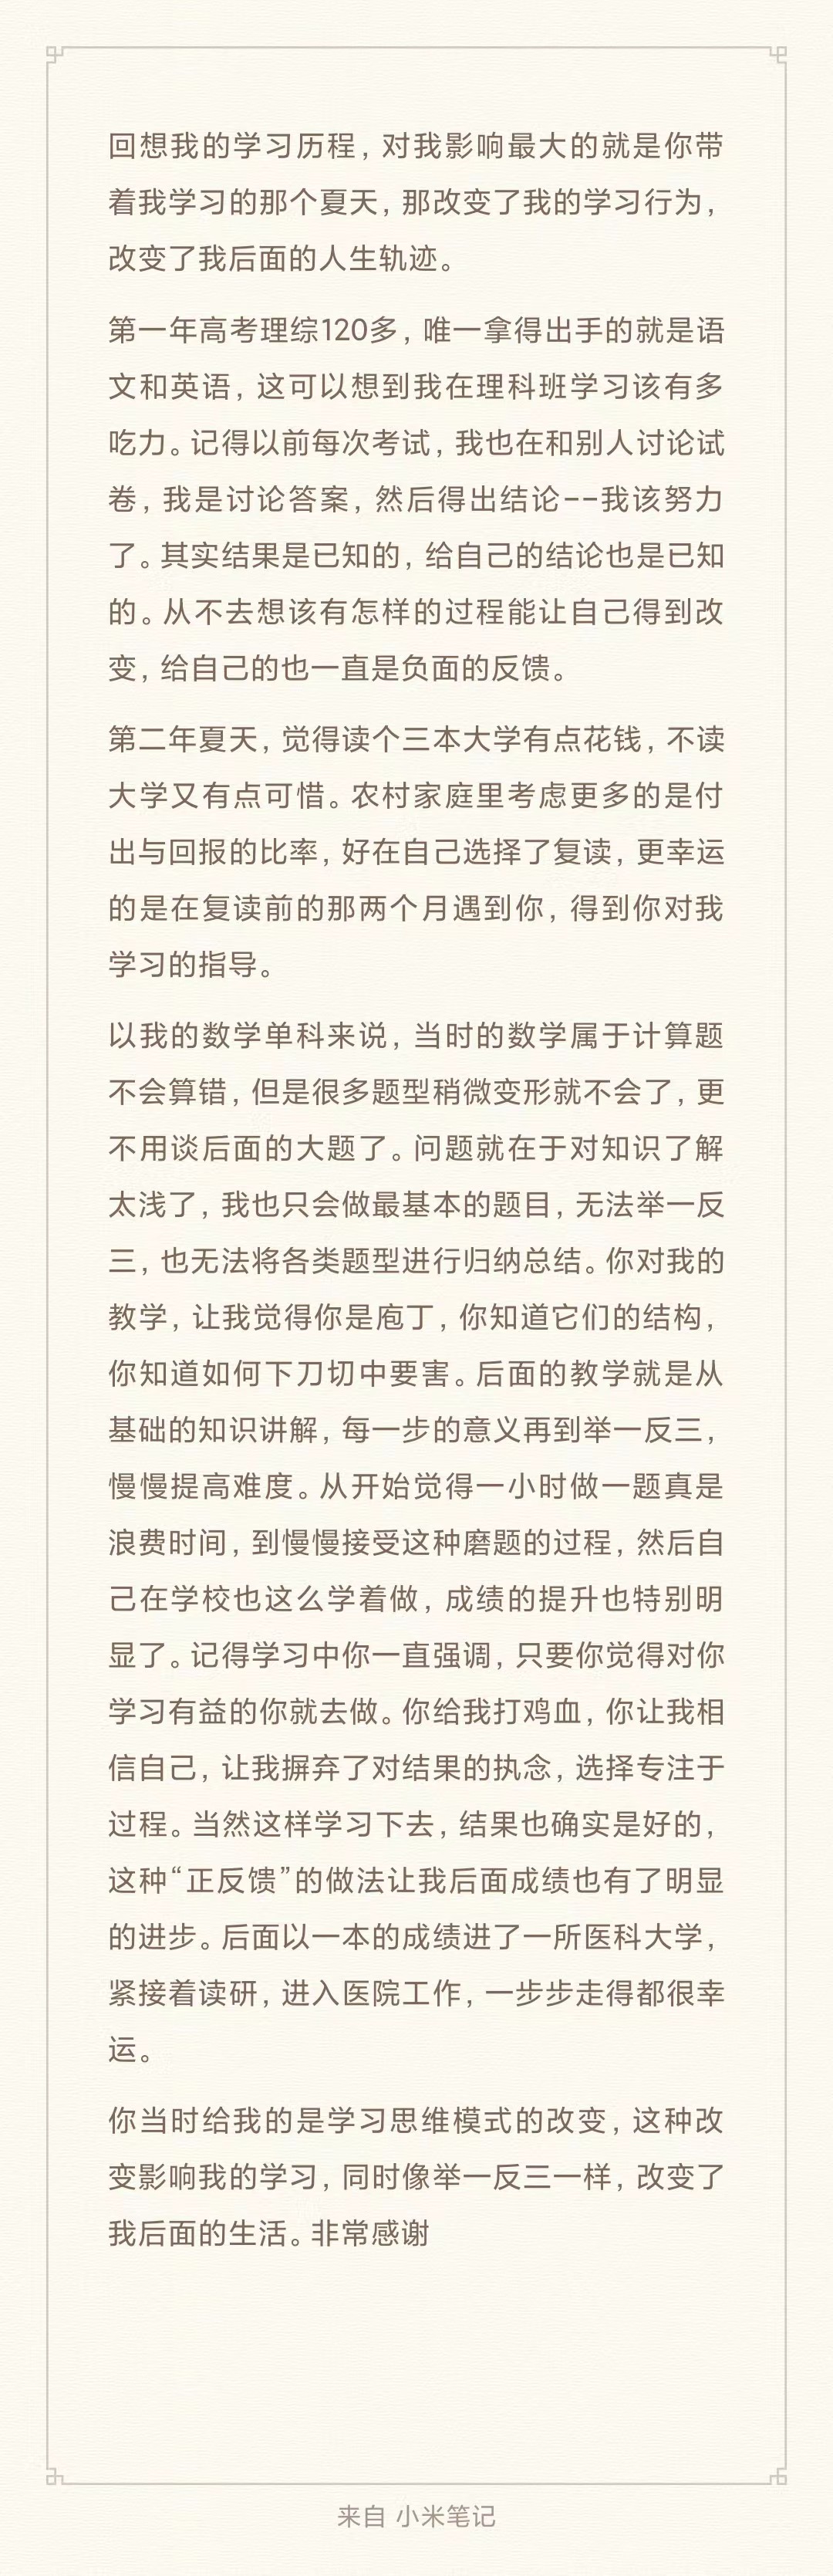 回想我的学习历程，对我影响最大的就是你带
着我学习的那个夏天，那改变了我的学习行为，
改变了我后面的人生轨迹。
第一年高考理综120多，唯一拿得出手的就是语
文和英语，这可以想到我在理科班学习该有多
吃力。记得以前每次考试，我也在和别人讨论试
卷，我是讨论答案，然后得出结论--我该努力
了。其实结果是已知的，给自己的结论也是已知
的。从不去想该有怎样的过程能让自己得到改
变，给自己的也一直是负面的反馈。
第二年夏天，觉得读个三本大学有点花钱，不读
大学又有点可惜。农村家庭里考虑更多的是付
出与回报的比率，好在自己选择了复读，更幸运
的是在复读前的那两个月遇到你，得到你对我
学习的指导。
以我的数学单科来说，当时的数学属于计算题
不会算错，但是很多题型稍微变形就不会了，更
不用谈后面的大题了。问题就在于对知识了解
太浅了，我也只会做最基本的题目，无法举一反
三，也无法将各类题型进行归纳总结。你对我的
教学，让我觉得你是庖丁，你知道它们的结构，
你知道如何下刀切中要害。后面的教学就是从
基础的知识讲解，每一步的意义再到举一反三，
慢慢提高难度。从开始觉得一小时做一题真是
浪费时间，到慢慢接受这种磨题的过程，然后自
己在学校也这么学着做，成绩的提升也特别明
显了。记得学习中你一直强调，只要你觉得对你
学习有益的你就去做。你给我打鸡血，你让我相
信自己，让我摒弃了对结果的执念，选择专注于
过程。当然这样学习下去，结果也确实是好的，
这种“正反馈”的做法让我后面成绩也有了明显
的进步。后面以一本的成绩进了一所医科大学，
紧接着读研，进入医院工作，一步步走得都很幸
运。
你当时给我的是学习思维模式的改变，这种改
变影响我的学习，同时像举一反三一样，改变了
我后面的生活。非常感谢
来自 小米笔记